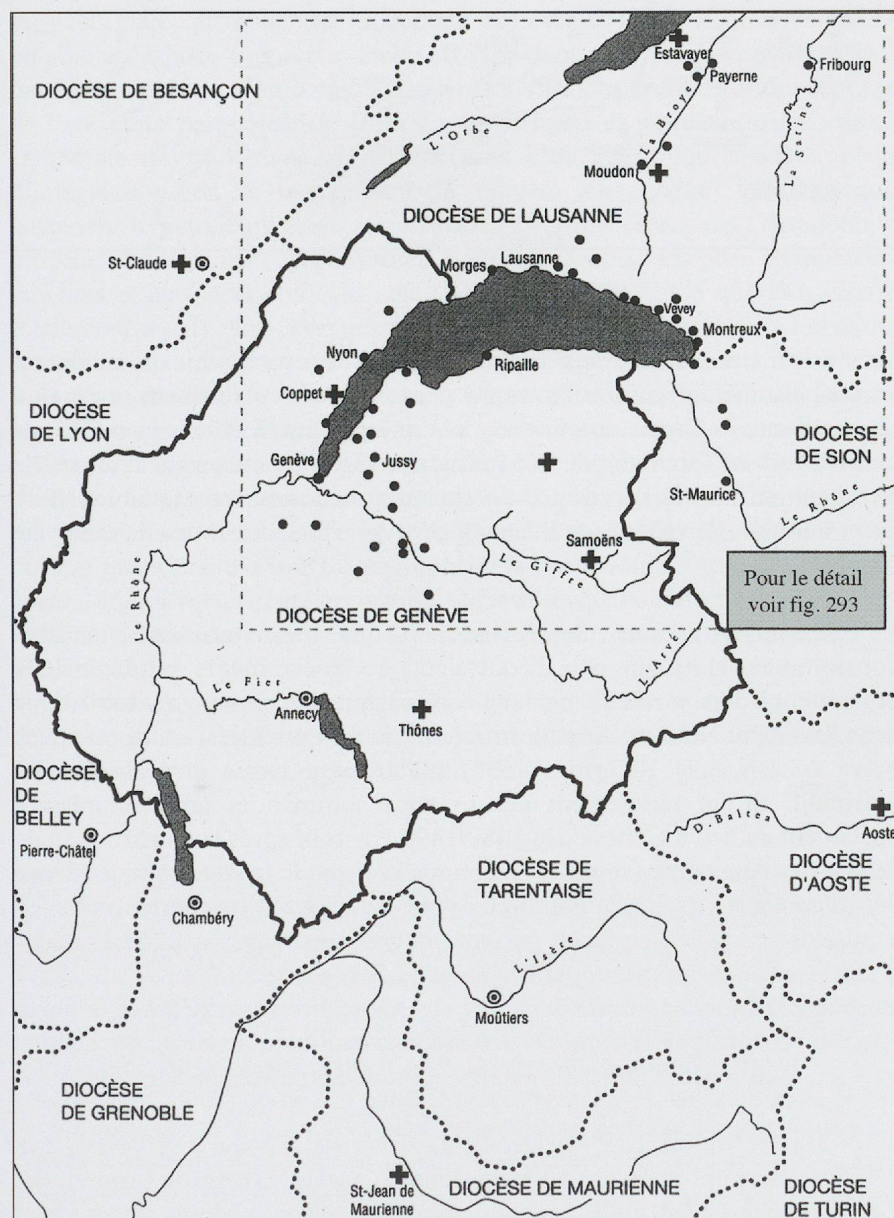 Estavayer
Fribourg
Payerne
DIOCÈSE DE BESANÇON
La Broye
L'Orbe
La Sarine
Moudon
DIOCÈSE DE LAUSANNE
St-Claude
Lausanne
Morges
Vevey
Montreux
Nyon
Ripaille
Coppet
DIOCÈSE
DE LYON
DIOCÈSE
DE SION
Genève
Jussy
St-Maurice
Le Rhône
Samoëns
Le Giffre
Le Rhône
Pour le détail
voir fig. 293
DIOCÈSE DE GENÈVE
L'Alve
Le Fier
Annecy
Thônes
DIOCÈSE
DE
BELLEY
D. Baltea
Aoste
Pierre-Châtel
DIOCÈSE DE
TARENTAISE
DIOCÈSE
D'AOSTE
Chambéry
L'Isère
Moûtiers
DIOCÈSE
DE GRENOBLE
St-Jean de
Maurienne
DIOCÈSE DE MAURIENNE
DIOCÈSE
DE TURIN